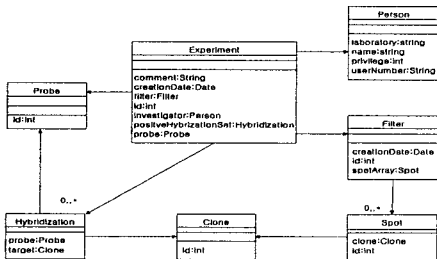 Person
laboratory:string
name:string
privilege:int
userNumber:String
Experiment
comment:String
creationDate:Date
filter:Filter
id:int
investigator:Person
positiveHybrizationSet:Hybridization
probe:Probe
Probe
id:int
Filter
creationDate:Date
id:int
spotArray:Spot
0..*
0..*
Hybridization
probe:Probe
target:Clone
Clone
id:int
Spot
clone:Clone
id:int